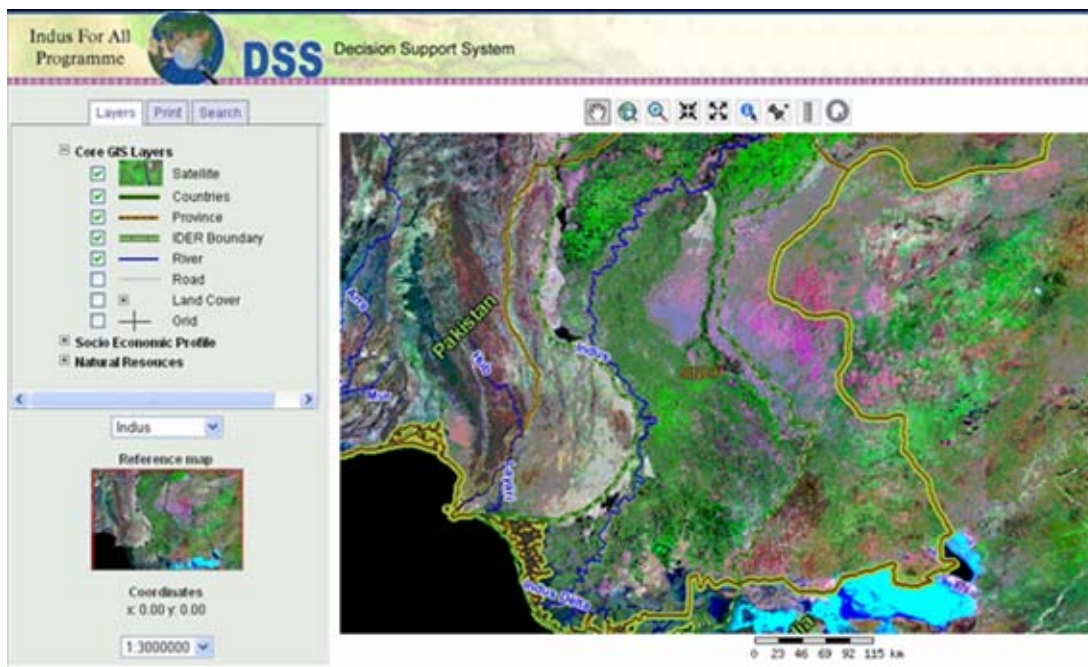 Indus For All
Programme
DSS
Decision Support System
Layers
Print
Search
Core GIS Layers
Satellite
Countries
Province
IDER Boundary
River
Road
Land Cover
Grid
Socio Economic Profile
Natural Resouces
Indus
Reference map
Coordinates
x: 0.00 y: 0.00
1:3000000
Pakistan
Hub
Indus
Layari
Indus Delta
0 23 46 69 92 115 km